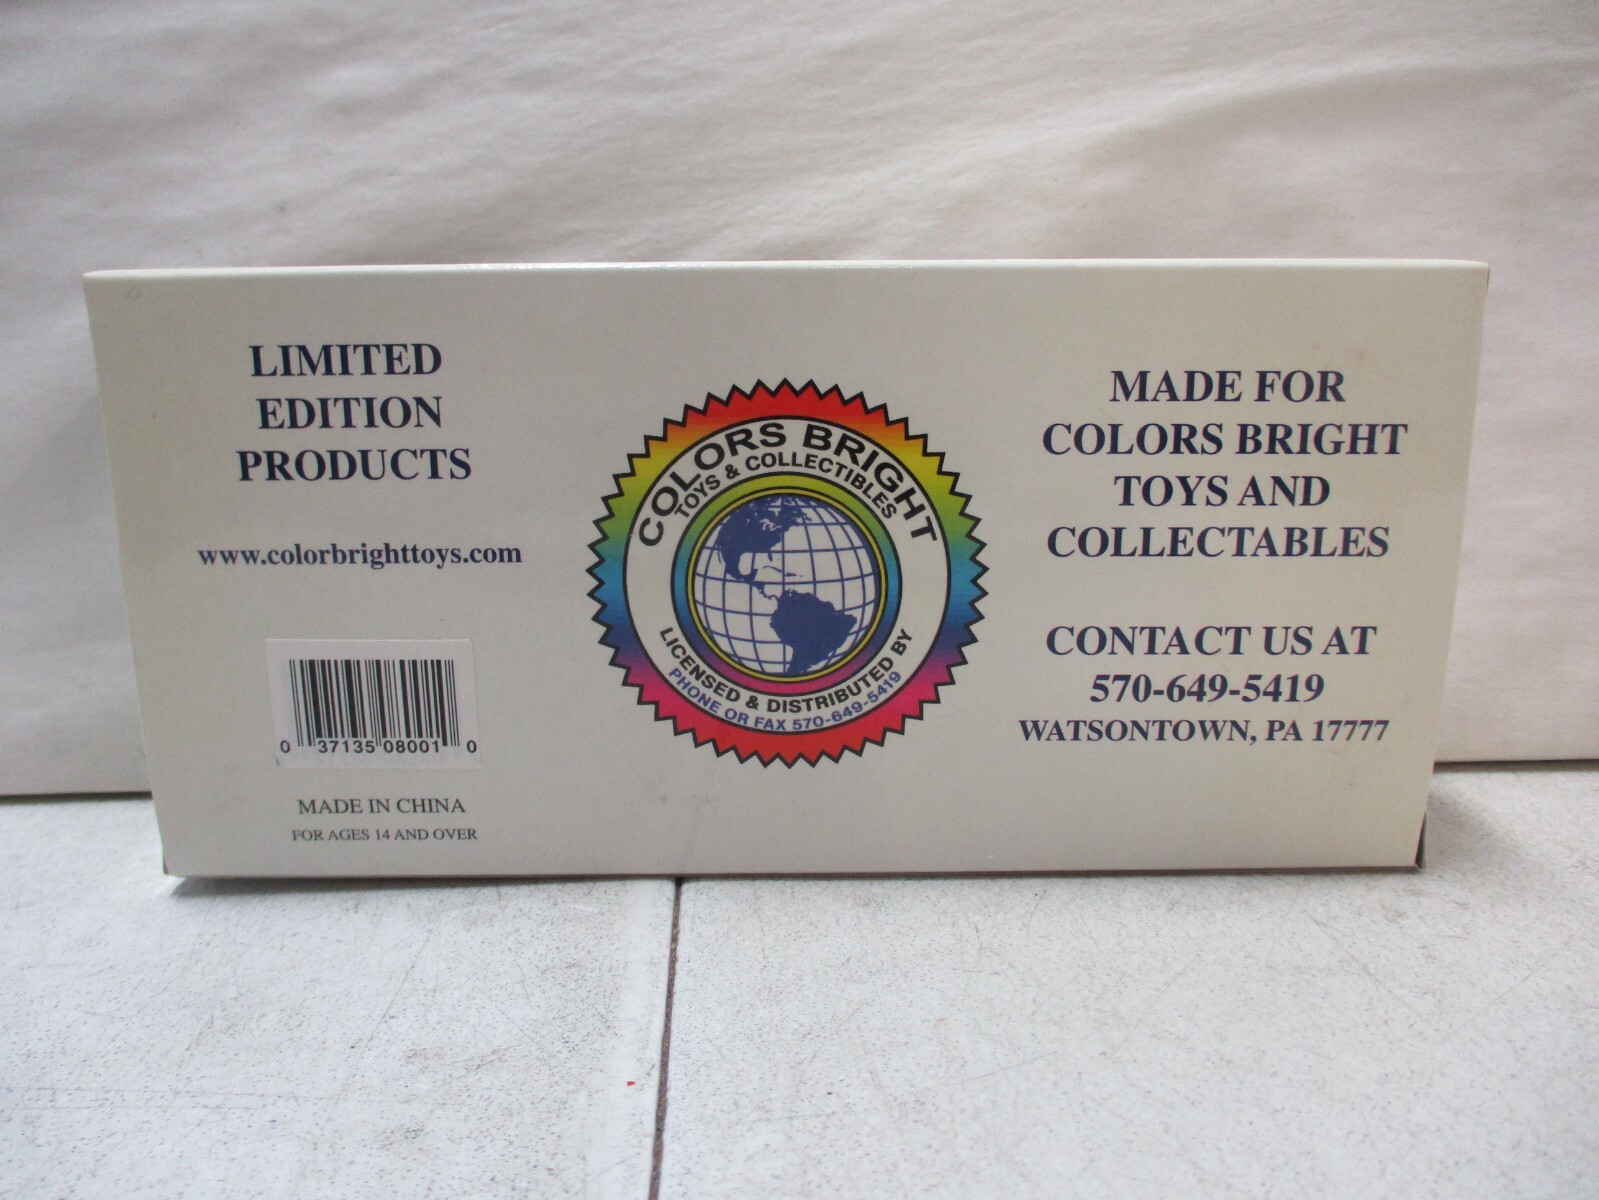 LIMITED
EDITION
PRODUCTS
www.colorbrighttoys.com
0 37135 08001 0
MADE IN CHINA
FOR AGES 14 AND OVER
COLORS BRIGHT
TOYS & COLLECTIBLES
LICENSED & DISTRIBUTED BY
PHONE OR FAX 570-649-5419
MADE FOR
COLORS BRIGHT
TOYS AND
COLLECTABLES
CONTACT US AT
570-649-5419
WATSONTOWN, PA 17777